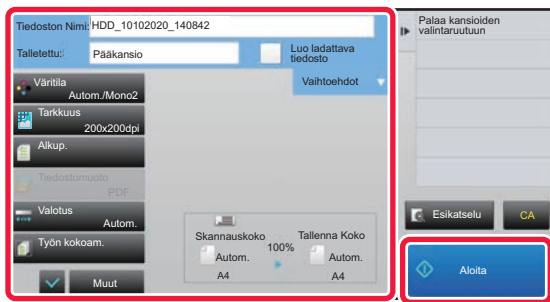 Tiedoston Nimi: HDD_10102020_140842
Talletettu: Pääkansio
Luo ladattava
tiedosto
Vaihtoehdot
Väritila
Autom./Mono2
Tarkkuus
200x200dpi
Alkup.
Tiedostomuoto
PDF
Valotus
Autom.
Työn kokoam.
Muut
Skannauskoko
Autom.
A4
100%
Tallenna Koko
Autom.
A4
Palaa kansioiden
valintaruutuun
Esikatselu
CA
Aloita